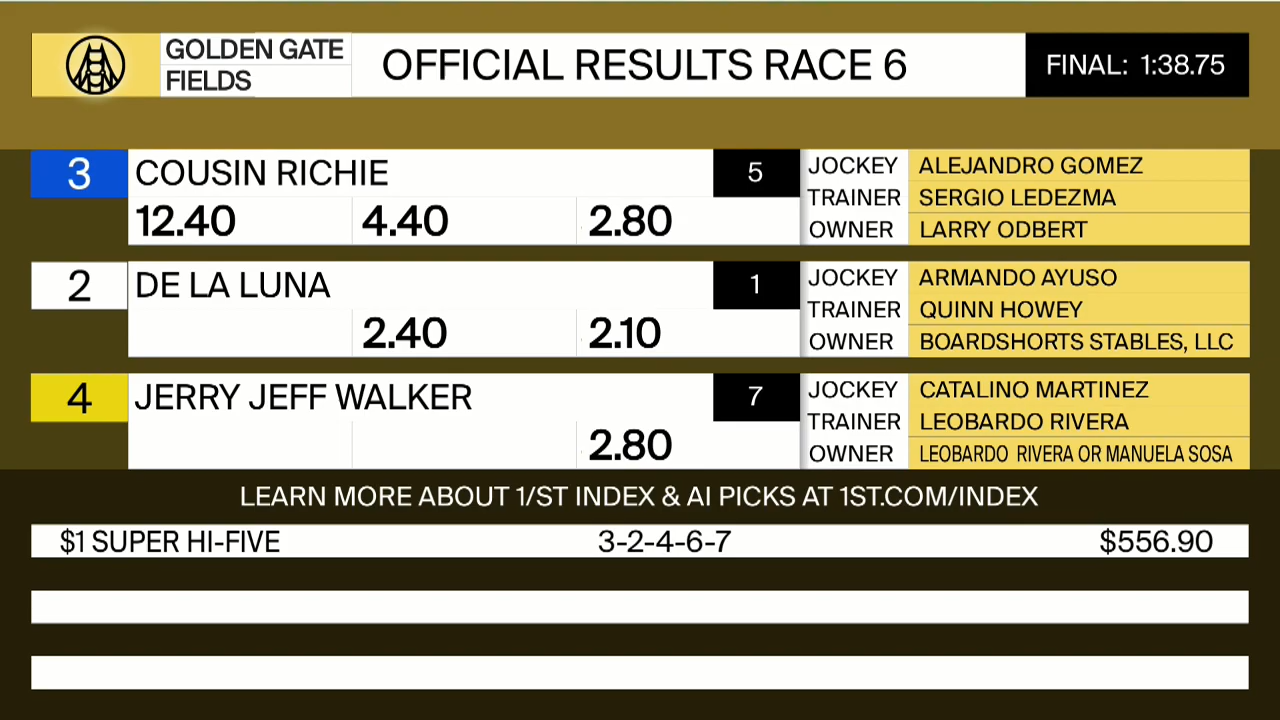 GOLDEN GATE
FIELDS
OFFICIAL RESULTS RACE 6
FINAL: 1:38.75
3 COUSIN RICHIE 5
12.40 4.40 2.80
JOCKEY ALEJANDRO GOMEZ
TRAINER SERGIO LEDEZMA
OWNER LARRY ODBERT
2 DE LA LUNA 1
2.40 2.10
JOCKEY ARMANDO AYUSO
TRAINER QUINN HOWEY
OWNER BOARDSHORTS STABLES, LLC
4 JERRY JEFF WALKER 7
2.80
JOCKEY CATALINO MARTINEZ
TRAINER LEOBARDO RIVERA
OWNER LEOBARDO RIVERA OR MANUELA SOSA
LEARN MORE ABOUT 1/ST INDEX & AI PICKS AT 1ST.COM/INDEX
$1 SUPER HI-FIVE 3-2-4-6-7 $556.90